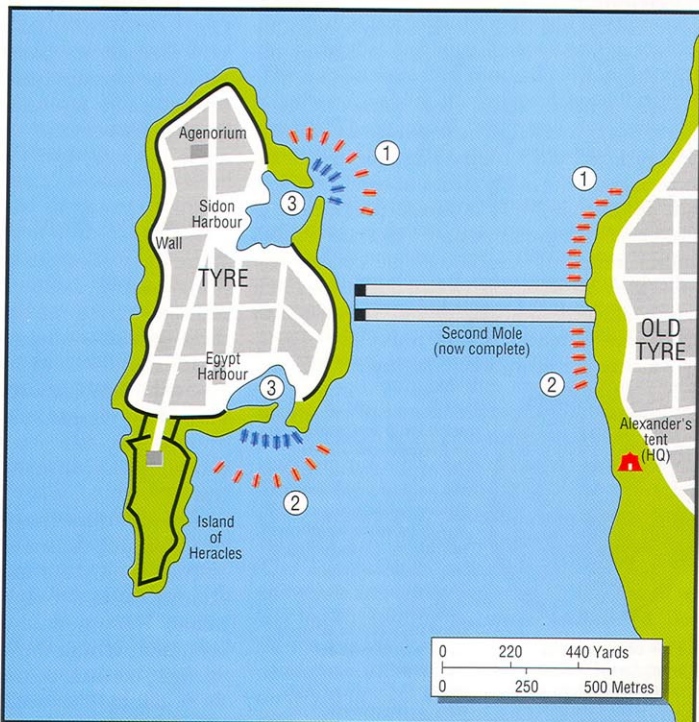 Agenorium
1
1
Sidon
Harbour
3
Wall
TYRE
Second Mole
(now complete)
OLD
TYRE
Egypt
Harbour
3
2
Alexander's
tent
(HQ)
2
Island
of
Heracles
0 220 440 Yards
0 250 500 Metres